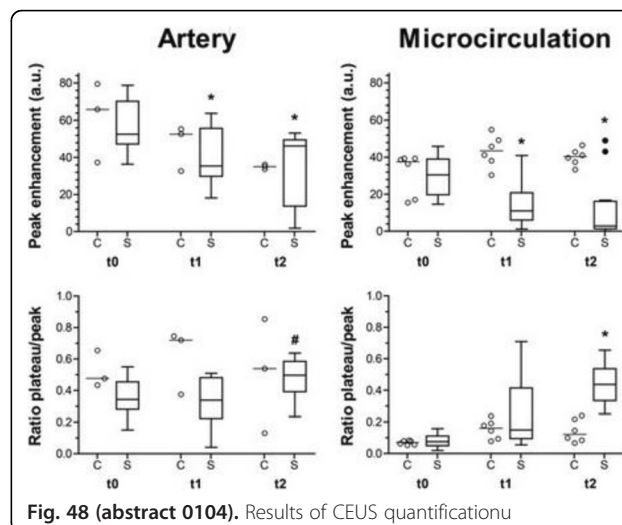 Artery Microcirculation
Peak enhancement (a.u.)
80
60
40
20
0
* *
C S C S C S
t0 t1 t2
Peak enhancement (a.u.)
80
60
40
20
0
* *
C S C S C S
t0 t1 t2
Ratio plateau/peak
1.0
0.8
0.6
0.4
0.2
0.0
#
C S C S C S
t0 t1 t2
Ratio plateau/peak
1.0
0.8
0.6
0.4
0.2
0.0
*
C S C S C S
t0 t1 t2
Fig. 48 (abstract 0104). Results of CEUS quantificationu